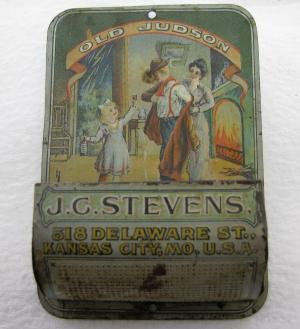 OLD JUDSON
J.C. STEVENS.
518 DELAWARE ST.,
KANSAS CITY, MO. U.S.A.